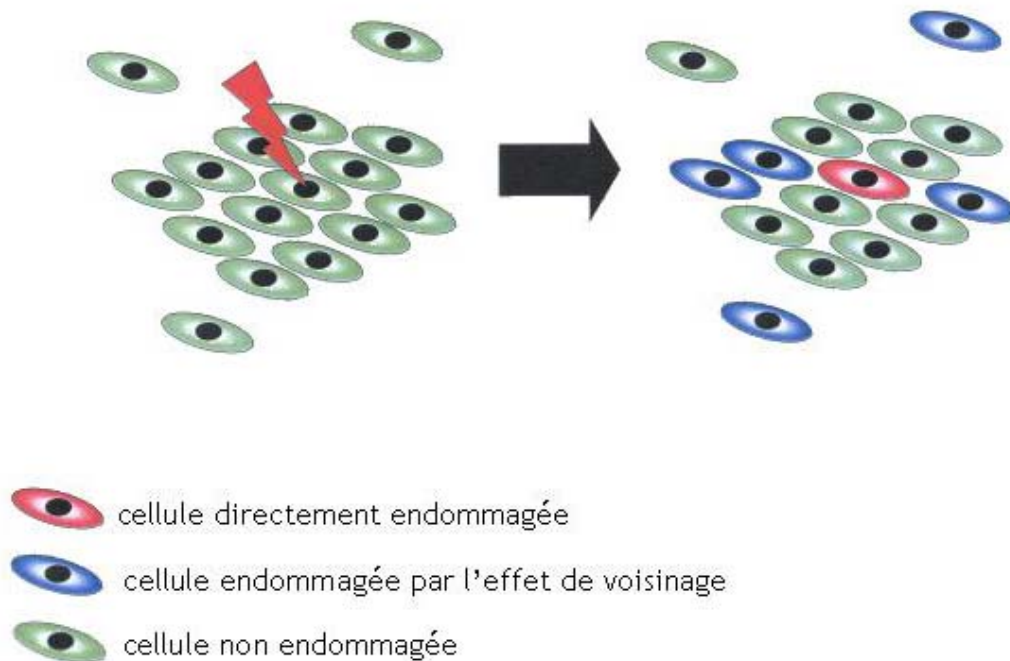 cellule directement endommagée
cellule endommagée par l'effet de voisinage
cellule non endommagée